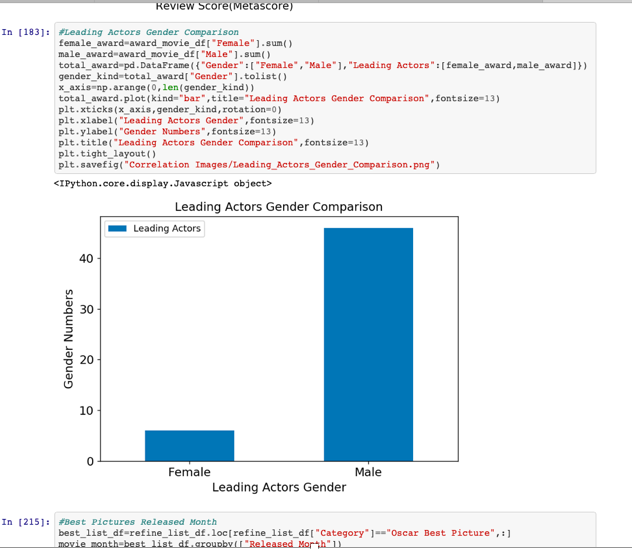 Review Score(Metascore)
In [183]: #Leading Actors Gender Comparison
female_award=award_movie_df["Female"].sum()
male_award=award_movie_df["Male"].sum()
total_award=pd.DataFrame({"Gender":["Female","Male"],"Leading Actors":[female_award,male_award]})
gender_kind=total_award["Gender"].tolist()
x_axis=np.arange(0,len(gender_kind))
total_award.plot(kind="bar",title="Leading Actors Gender Comparison",fontsize=13)
plt.xticks(x_axis,gender_kind,rotation=0)
plt.xlabel("Leading Actors Gender",fontsize=13)
plt.ylabel("Gender Numbers",fontsize=13)
plt.title("Leading Actors Gender Comparison",fontsize=13)
plt.tight_layout()
plt.savefig("Correlation Images/Leading_Actors_Gender_Comparison.png")
<IPython.core.display.Javascript object>
Leading Actors Gender Comparison
Leading Actors
40
30
20
10
0
Gender Numbers
Female Male
Leading Actors Gender
In [215]: #Best Pictures Released Month
best_list_df=refine_list_df.loc[refine_list_df["Category"]=="Oscar Best Picture",:]
movie_month=best_list_df.groupby(["Released Month"])